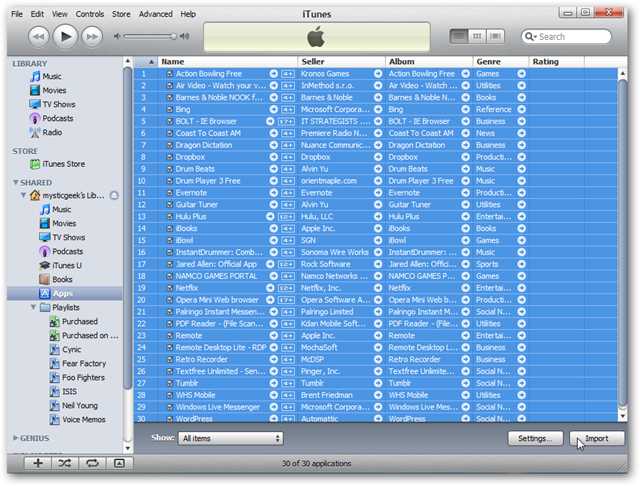 File Edit View Controls Store Advanced Help
iTunes
Search
LIBRARY
Music
Movies
TV Shows
Podcasts
Radio
STORE
iTunes Store
SHARED
mysticgeek's Lib...
Music
Movies
TV Shows
Podcasts
iTunes U
Books
Apps
Playlists
Purchased
Purchased on ...
Cynic
Fear Factory
Foo Fighters
ISIS
Neil Young
Voice Memos
GENIUS
Name Seller Album Genre Rating
1 Action Bowling Free 4+ Kronos Games Action Bowling Free Games
2 Air Video - Watch your v... 4+ InMethod s.r.o. Air Video - Watch ... Utilities
3 Barnes & Noble NOOK f... 4+ Barnes & Noble Barnes & Noble N... Books
4 Bing 4+ Microsoft Corpora... Bing Reference
5 BOLT - IE Browser 17+ IT STRATEGISTS ... BOLT - IE Browser Business
6 Coast To Coast AM 4+ Premiere Radio N... Coast To Coast AM News
7 Dragon Dictation 4+ Nuance Communic... Dragon Dictation Business
8 Dropbox 4+ Dropbox Dropbox Producti...
9 Drum Beats 4+ Alvin Yu Drum Beats Music
10 Drum Player 3 Free 4+ orientmaple.com Drum Player 3 Free Music
11 Evernote 4+ Evernote Evernote Producti...
12 Guitar Tuner 4+ Alvin Yu Guitar Tuner Utilities
13 Hulu Plus 12+ Hulu, LLC Hulu Plus Entertai...
14 iBooks 4+ Apple Inc. iBooks Books
15 iBowl 4+ SGN iBowl Games
16 InstantDrummer: Comb... 4+ Sonoma Wire Works InstantDrummer: ... Music
17 Jared Allen: Official App 12+ Rock Software Jared Allen: Offici... Sports
18 NAMCO GAMES PORTAL 4+ Namco Networks ... NAMCO GAMES P... Games
19 Netflix 12+ Netflix, Inc. Netflix Entertai...
20 Opera Mini Web browser 17+ Opera Software A... Opera Mini Web b... Producti...
21 Palringo Instant Messen... 4+ Palringo Limited Palringo Instant M... Social N...
22 PDF Reader - (File Scan... 4+ Kdan Mobile Soft... PDF Reader - (File... Utilities
23 Remote 4+ Apple Inc. Remote Entertai...
24 Remote Desktop Lite - RDP 4+ MochaSoft Remote Desktop L... Business
25 Retro Recorder 4+ McDSP Retro Recorder Business
26 Textfree Unlimited - Sen... 4+ Pinger, Inc. Textfree Unlimited... Social N...
27 Tumblr 4+ Tumblr Tumblr Social N...
28 WHS Mobile 4+ Brent Friedman WHS Mobile Utilities
29 Windows Live Messenger 4+ Microsoft Corpora... Windows Live Mes... Social N...
30 WordPress 4+ Automattic WordPress Social N...
Show: All items Settings... Import
30 of 30 applications